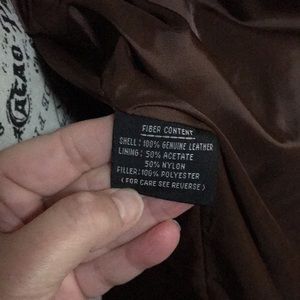 FIBER CONTENT
SHELL: 100% GENUINE LEATHER
LINING: 50% ACETATE
50% NYLON
FILLER: 100% POLYESTER
(FOR CARE SEE REVERSE)